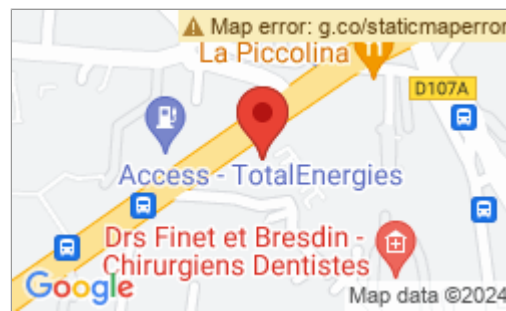 Map error: g.co/staticmaperror
La Piccolina
D107A
Access - TotalEnergies
Drs Finet et Bresdin -
Chirurgiens Dentistes
Google
Map data ©2024